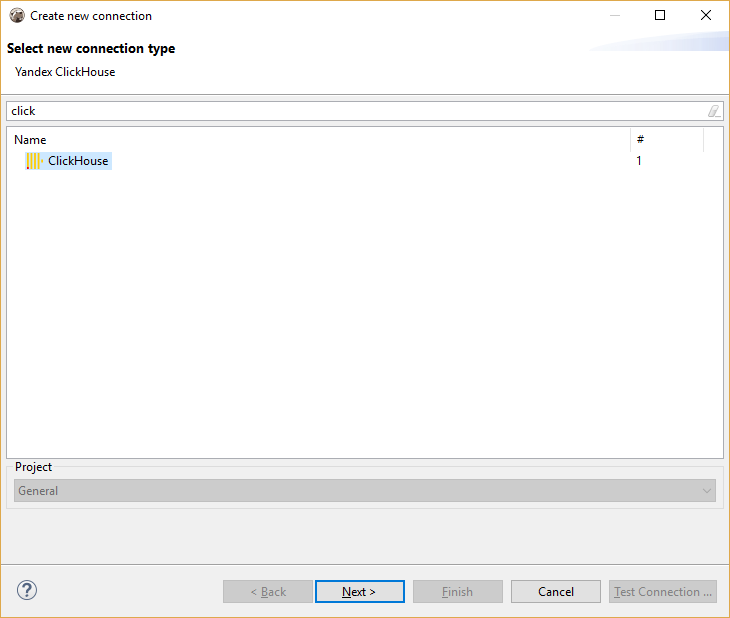 Create new connection
Select new connection type
Yandex ClickHouse
click
Name #
ClickHouse 1
Project
General
? < Back Next > Finish Cancel Test Connection ...